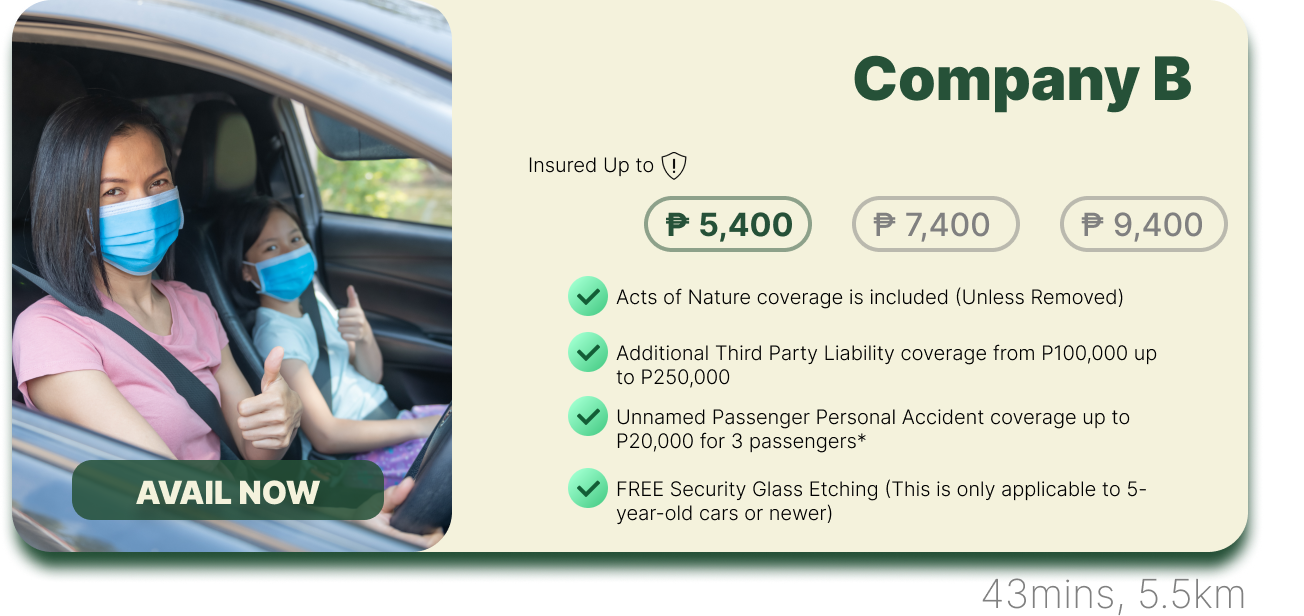 Company B
Insured Up to
₱ 5,400
₱ 7,400
₱ 9,400
Acts of Nature coverage is included (Unless Removed)
Additional Third Party Liability coverage from P100,000 up
to P250,000
Unnamed Passenger Personal Accident coverage up to
P20,000 for 3 passengers*
FREE Security Glass Etching (This is only applicable to 5-
year-old cars or newer)
AVAIL NOW
43mins, 5.5km